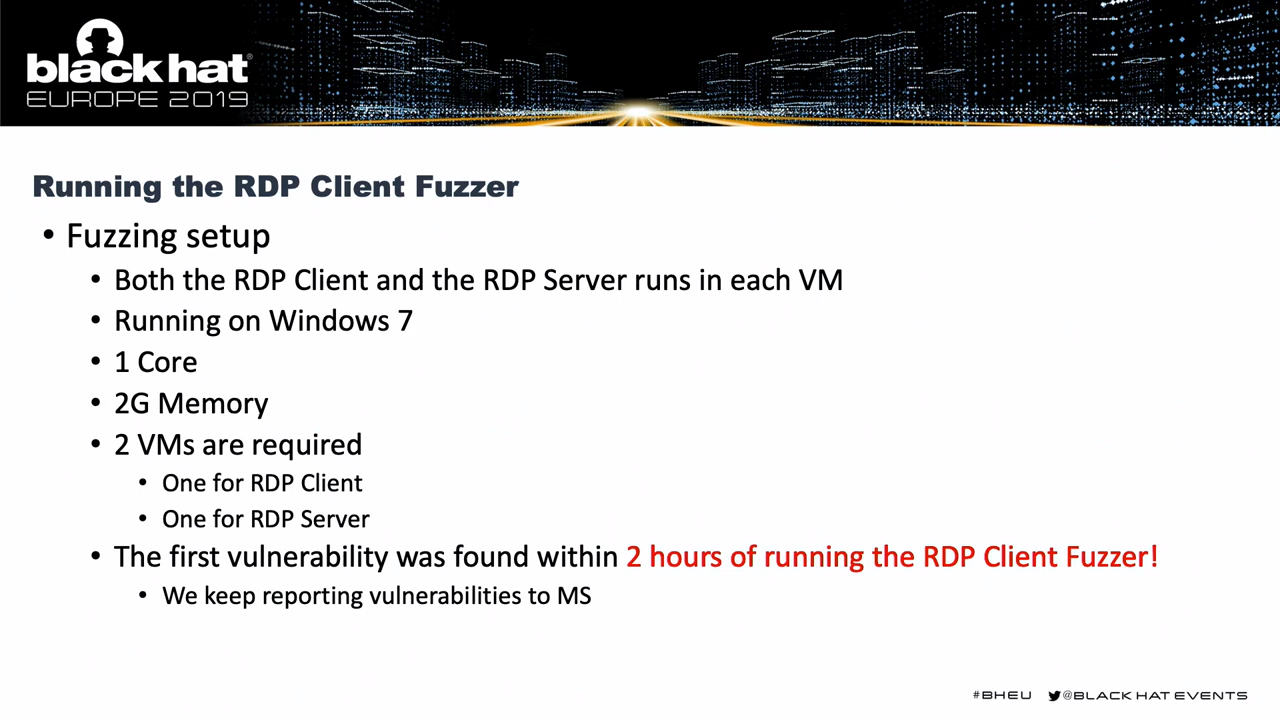 black hat
EUROPE 2019
Running the RDP Client Fuzzer
• Fuzzing setup
• Both the RDP Client and the RDP Server runs in each VM
• Running on Windows 7
• 1 Core
• 2G Memory
• 2 VMs are required
• One for RDP Client
• One for RDP Server
• The first vulnerability was found within 2 hours of running the RDP Client Fuzzer!
• We keep reporting vulnerabilities to MS
#BHEU @BLACK HAT EVENTS